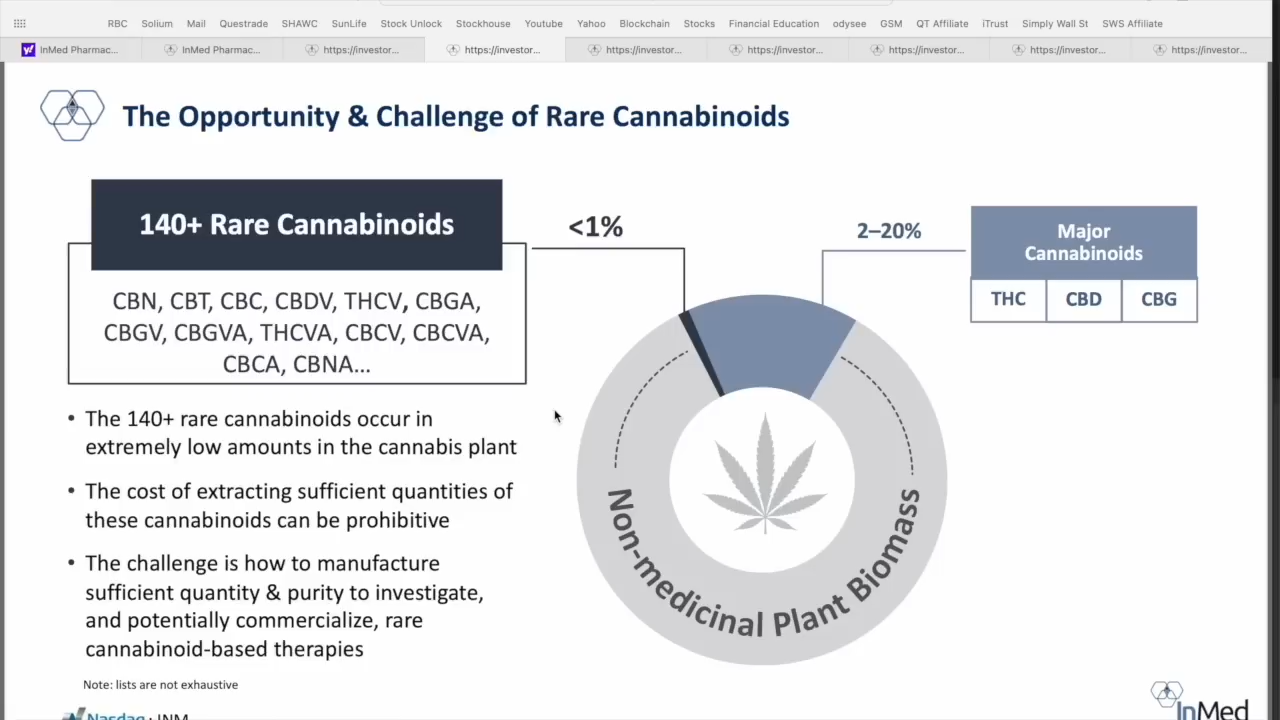 RBC Solium Mail Questrade SHAWC SunLife Stock Unlock Stockhouse Youtube Yahoo Blockchain Stocks Financial Education odysee GSM QT Affiliate iTrust Simply Wall St SWS Affiliate
InMed Pharmac... InMed Pharmac... https://investor... https://investor... https://investor... https://investor... https://investor... https://investor... https://investor...
The Opportunity & Challenge of Rare Cannabinoids
140+ Rare Cannabinoids
CBN, CBT, CBC, CBDV, THCV, CBGA,
CBGV, CBGVA, THCVA, CBCV, CBCVA,
CBCA, CBNA...
<1%
2–20%
Major
Cannabinoids
THC CBD CBG
• The 140+ rare cannabinoids occur in
extremely low amounts in the cannabis plant
• The cost of extracting sufficient quantities of
these cannabinoids can be prohibitive
• The challenge is how to manufacture
sufficient quantity & purity to investigate,
and potentially commercialize, rare
cannabinoid-based therapies
Non-medicinal Plant Biomass
Note: lists are not exhaustive
Nasdaq : INM
InMed